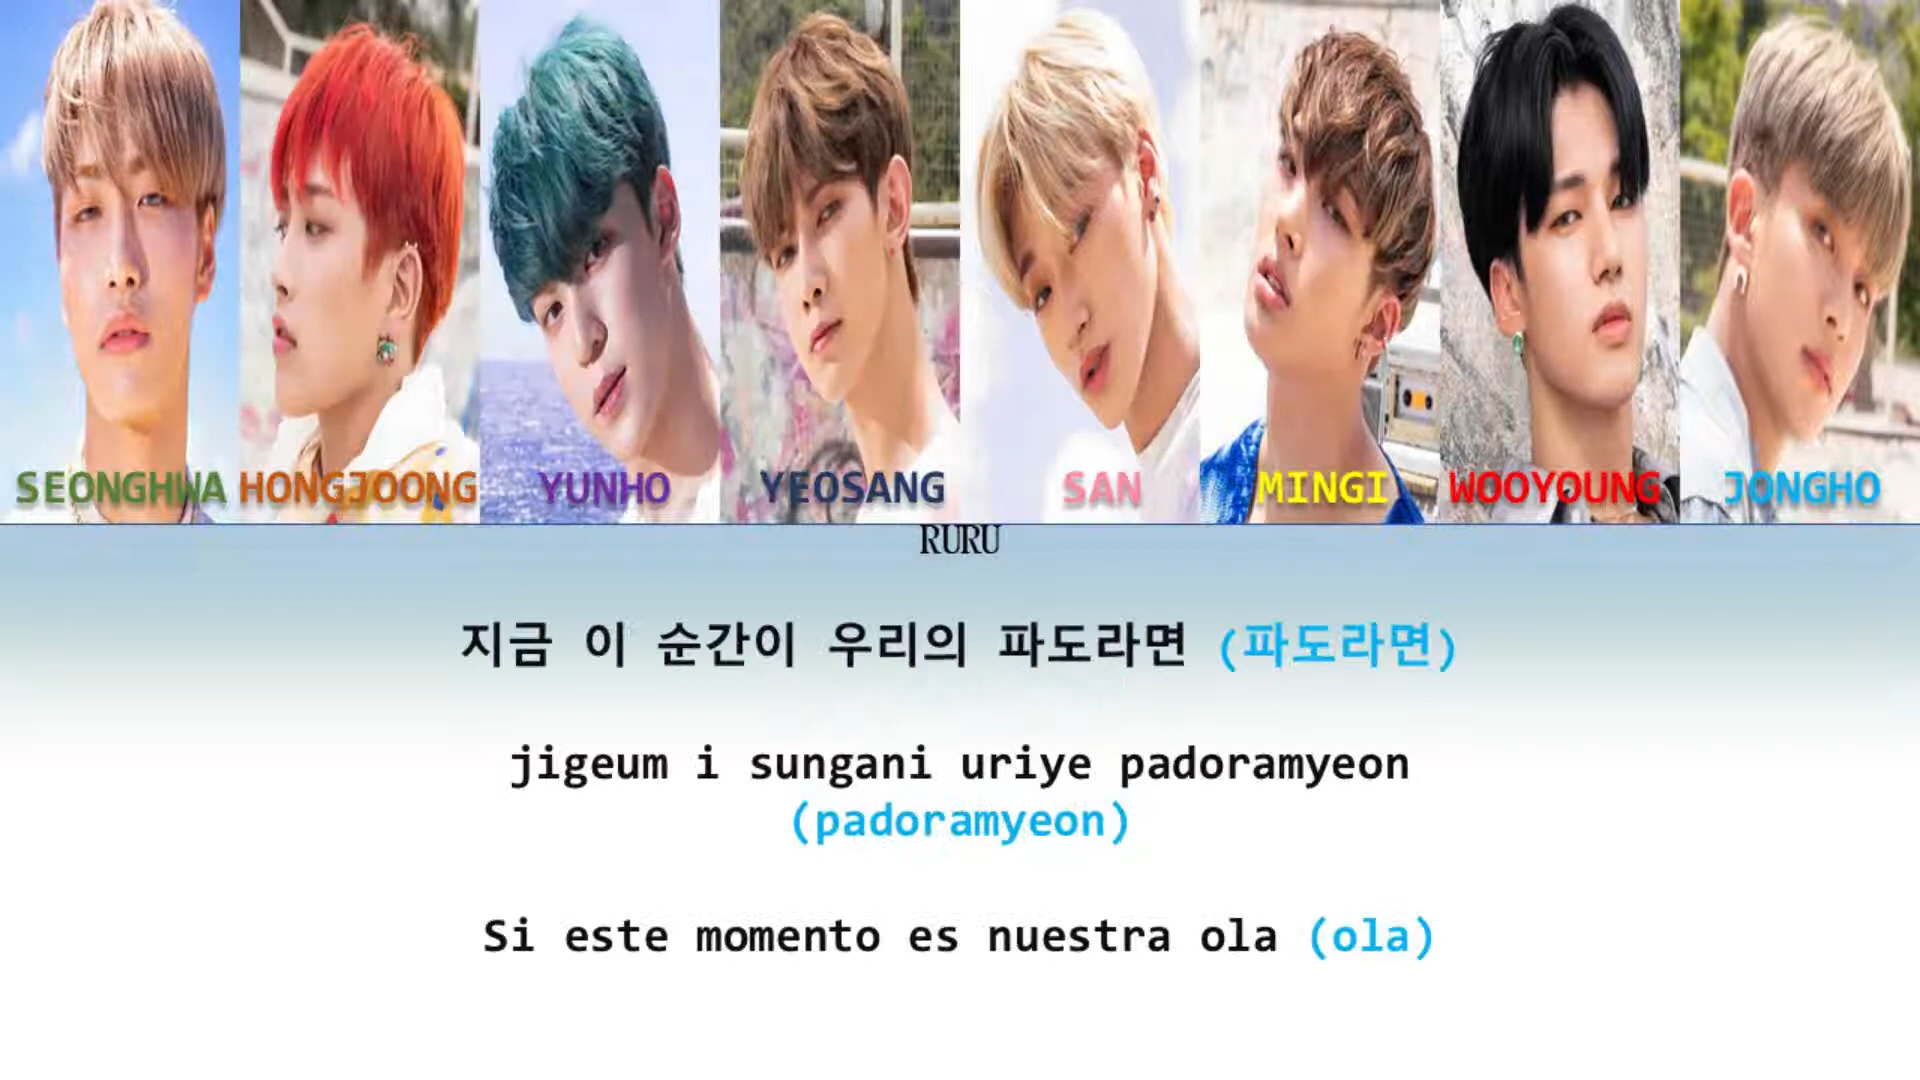 SEONGHWA HONGJOONG YUNHO YEOSANG SAN MINGI WOOYOUNG JONGHO
RURU
지금 이 순간이 우리의 파도라면 (파도라면)
jigeum i sungani uriye padoramyeon
(padoramyeon)
Si este momento es nuestra ola (ola)